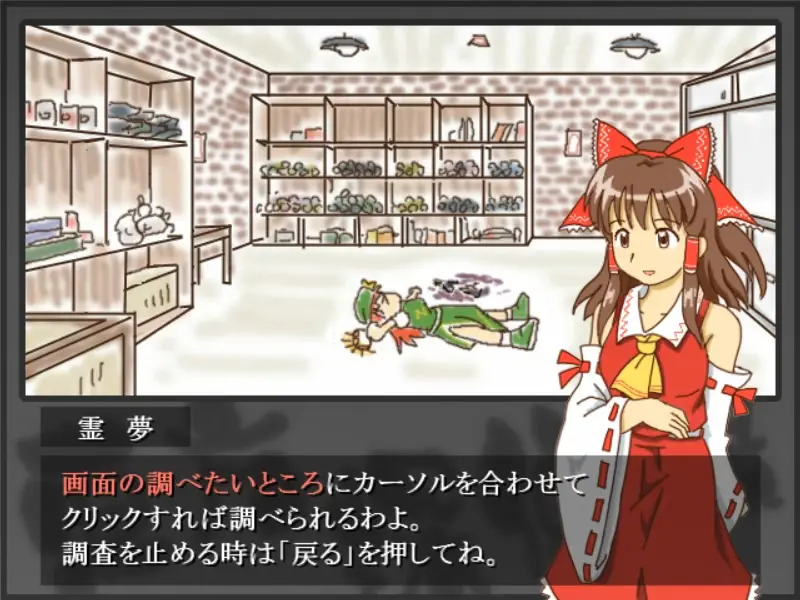 霊夢
画面の調べたいところにカーソルを合わせて
クリックすれば調べられるわよ。
調査を止める時は「戻る」を押してね。